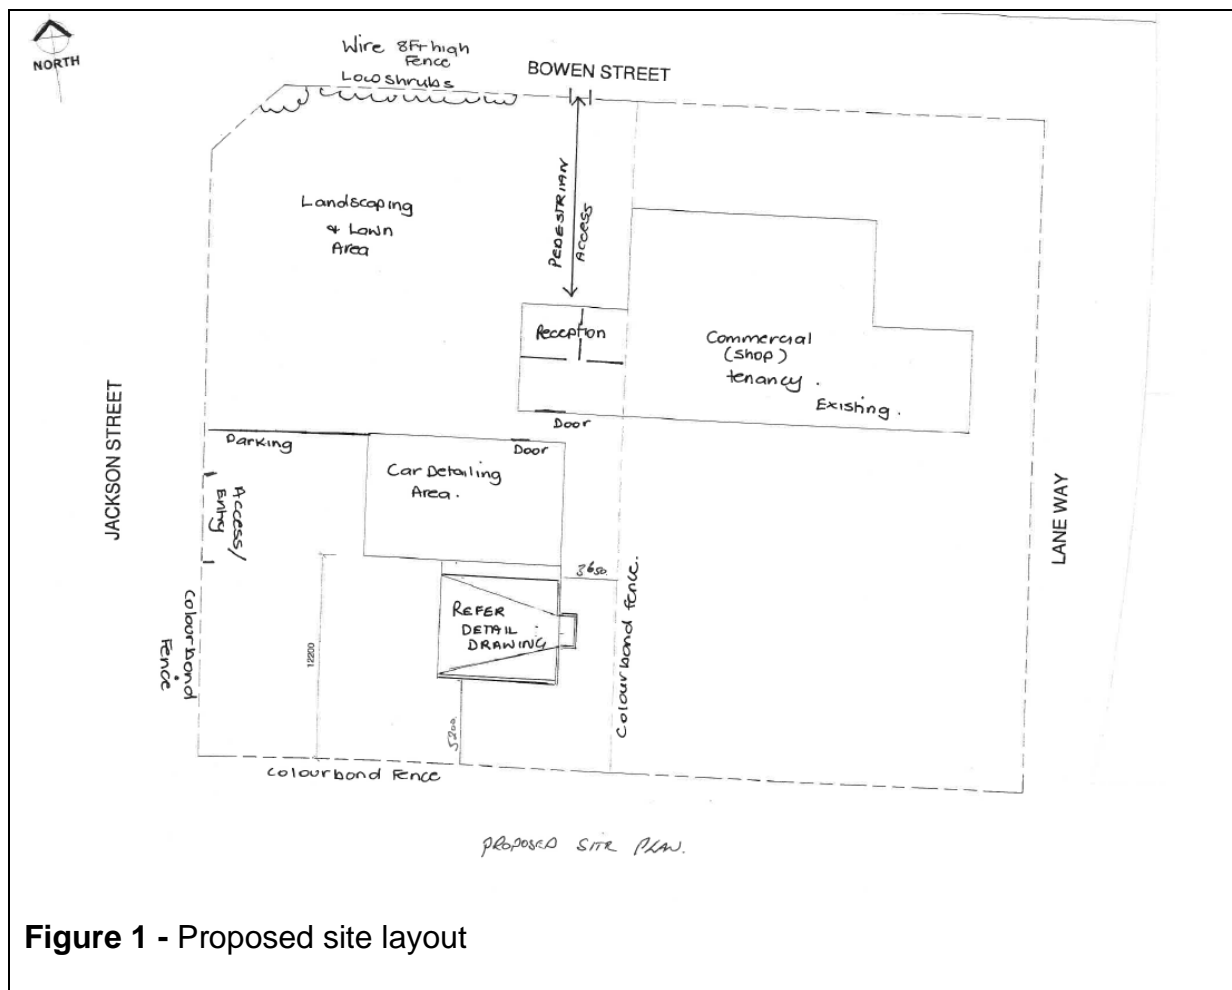 NORTH
Wire 8Ft high
Fence
Low shrubs
BOWEN STREET
PEDESTRIAN
ACCESS
Landscaping
& Lawn
Area
Reception
Commercial
(Shop)
tenancy.
Existing.
Door
Parking
Door
Car Detailing
Area.
JACKSON STREET
Access/
Entry
LANE WAY
3650.
REFER
DETAIL
DRAWING
Colourbond fence.
Colourbond
Fence
12200
5200.
Colourbond Fence
PROPOSED SITE PLAN.
Figure 1 - Proposed site layout